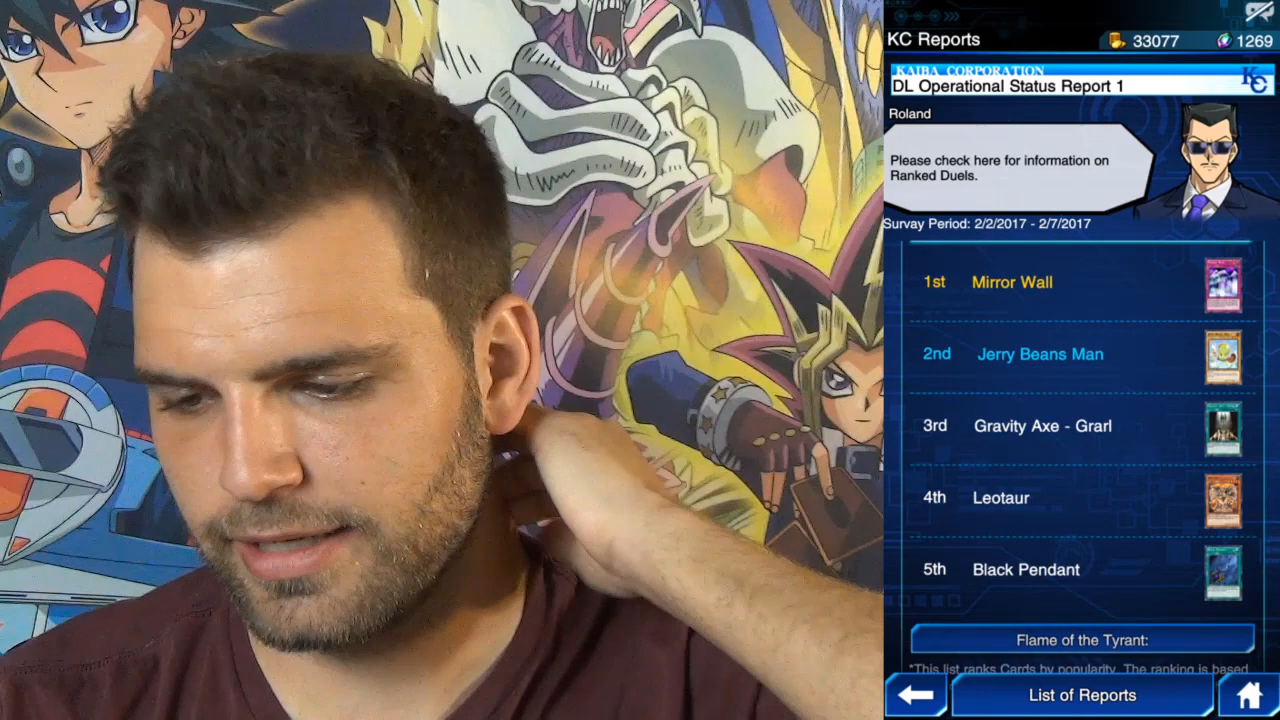 KC Reports
33077
1269
KAIBA CORPORATION
KC
DL Operational Status Report 1
Roland
Please check here for information on
Ranked Duels.
Survay Period: 2/2/2017 - 2/7/2017
1st Mirror Wall
2nd Jerry Beans Man
3rd Gravity Axe - Grarl
4th Leotaur
5th Black Pendant
Flame of the Tyrant:
*This list ranks Cards by popularity. The ranking is based
List of Reports